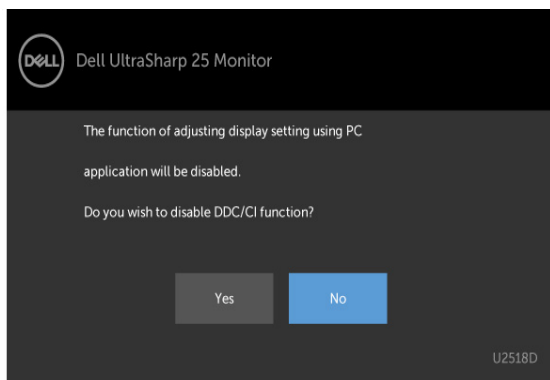 DELL
Dell UltraSharp 25 Monitor
The function of adjusting display setting using PC
application will be disabled.
Do you wish to disable DDC/CI function?
Yes
No
U2518D